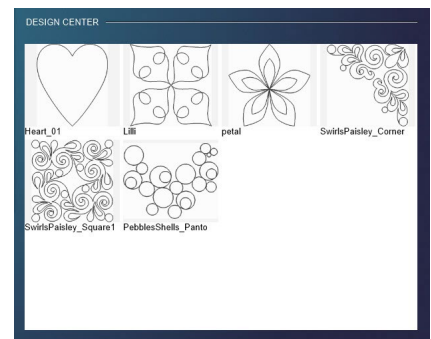 DESIGN CENTER
Heart_01
Lilli
petal
SwirlsPaisley_Corner
SwirlsPaisley_Square1
PebblesShells_Panto